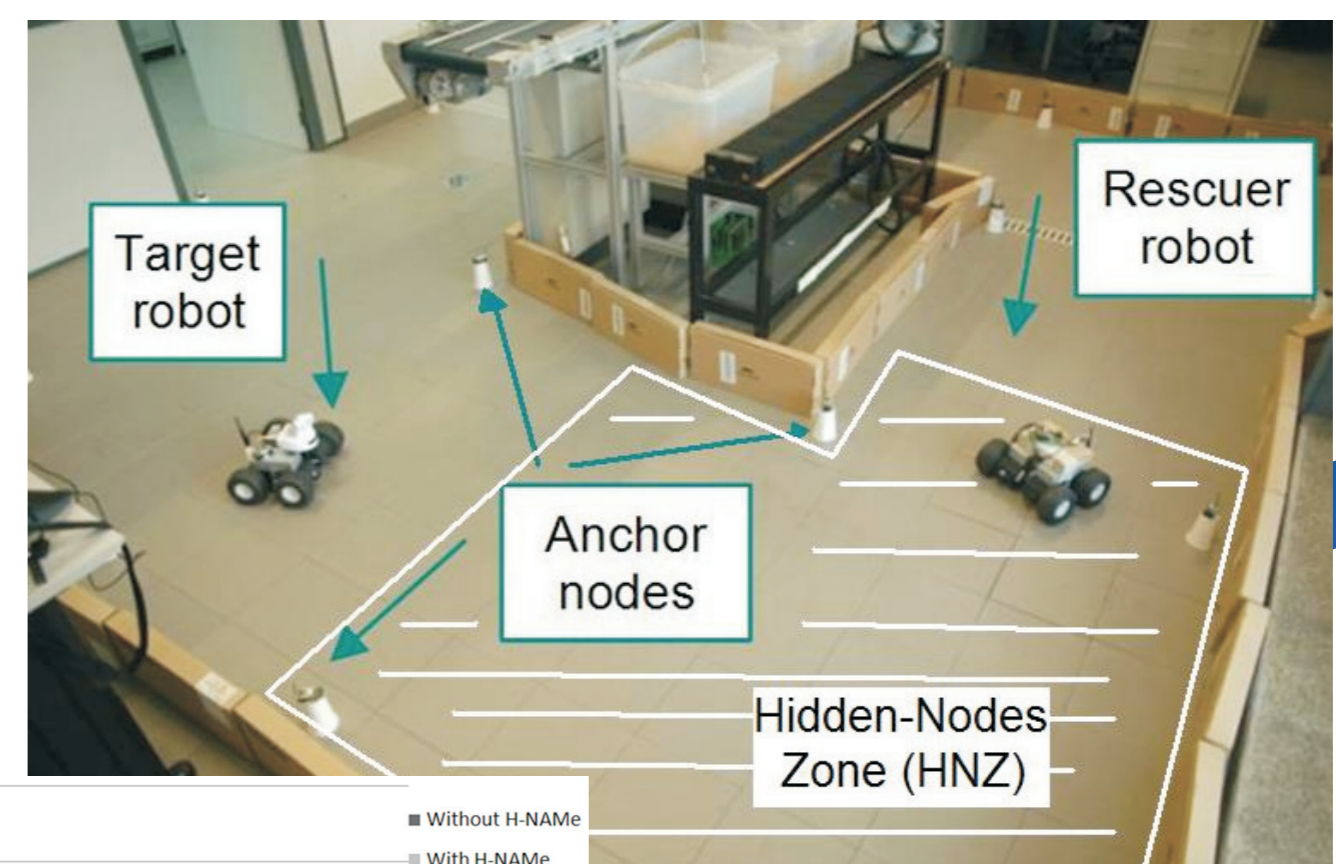 Target
robot
Rescuer
robot
Anchor
nodes
Hidden-Nodes
Zone (HNZ)
Without H-NAMe
With H-NAMe